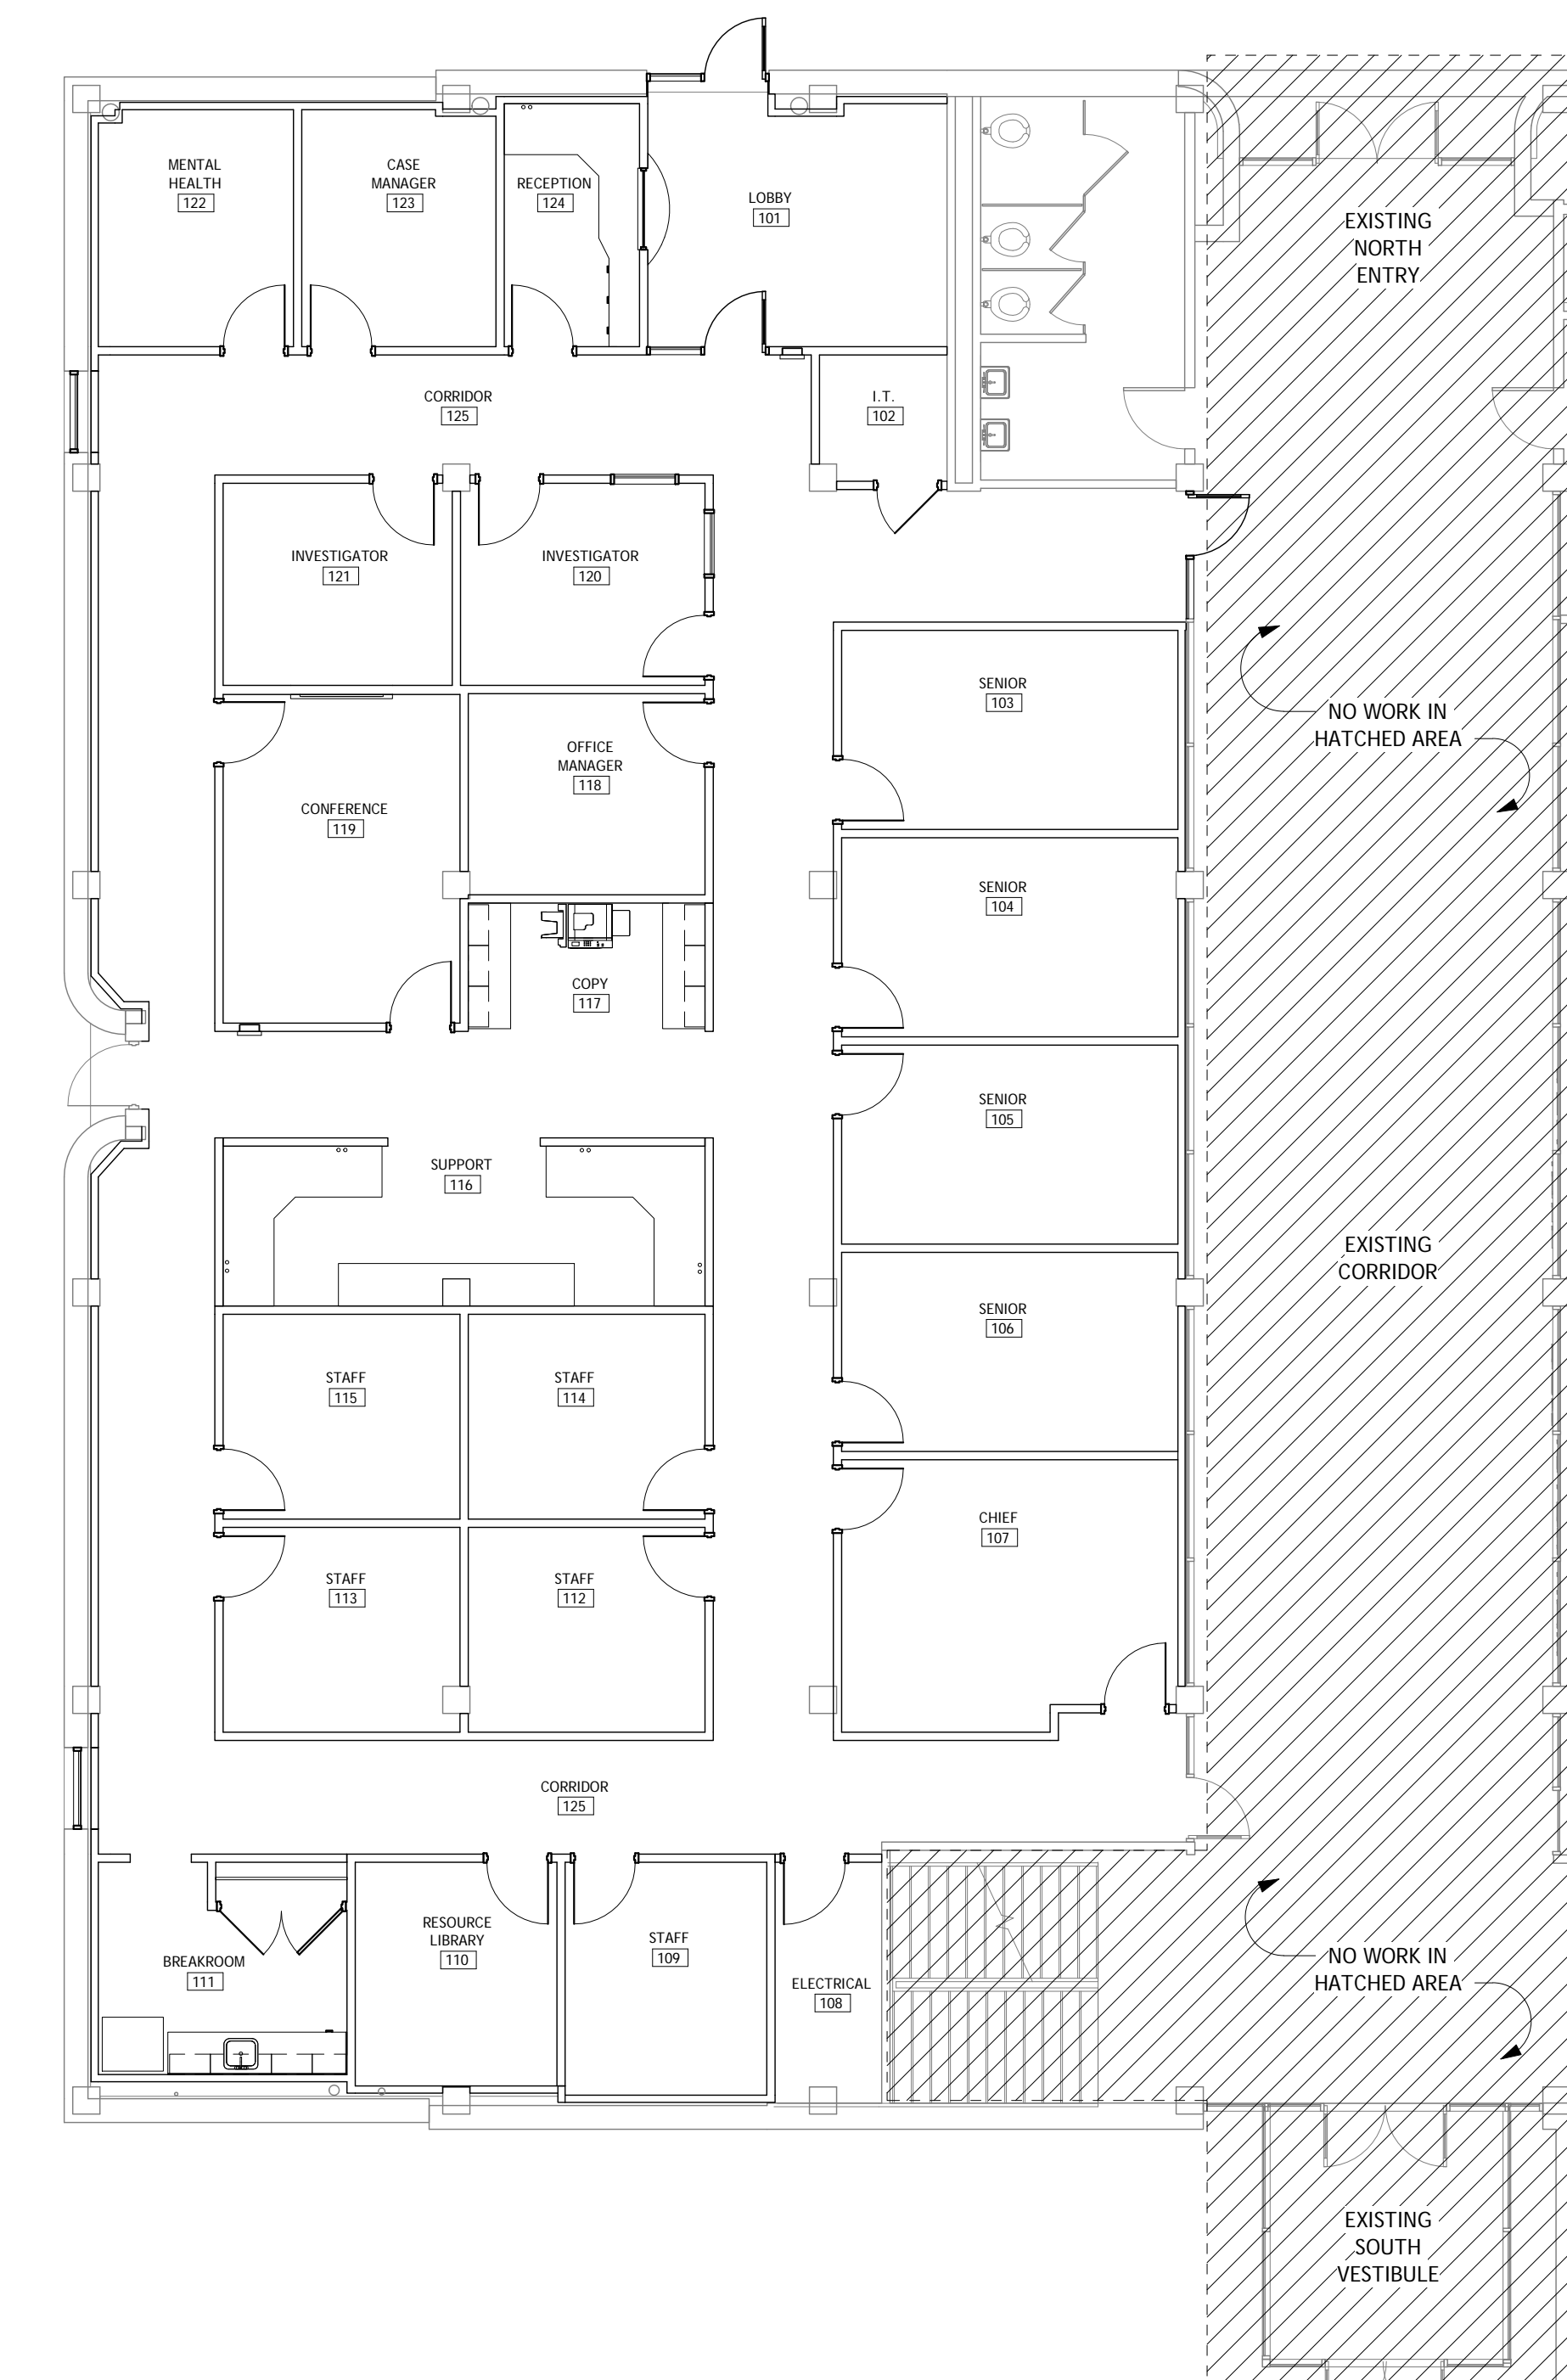 MENTAL
HEALTH
122
CASE
MANAGER
123
RECEPTION
124
LOBBY
101
EXISTING
NORTH
ENTRY
CORRIDOR
125
I.T.
102
INVESTIGATOR
121
INVESTIGATOR
120
SENIOR
103
NO WORK IN
HATCHED AREA
OFFICE
MANAGER
118
CONFERENCE
119
SENIOR
104
COPY
117
SENIOR
105
SUPPORT
116
EXISTING
CORRIDOR
SENIOR
106
STAFF
115
STAFF
114
CHIEF
107
STAFF
113
STAFF
112
CORRIDOR
125
RESOURCE
LIBRARY
110
STAFF
109
BREAKROOM
111
ELECTRICAL
108
NO WORK IN
HATCHED AREA
EXISTING
SOUTH
VESTIBULE